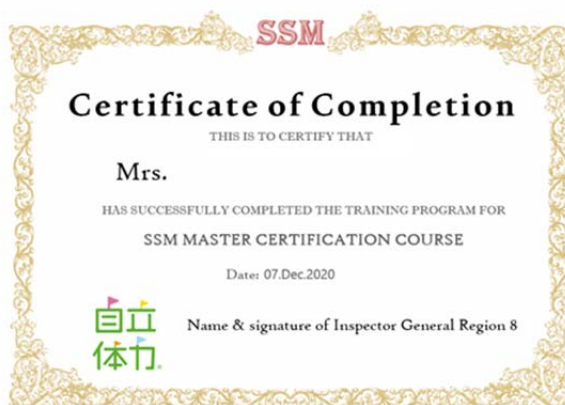 SSM
Certificate of Completion
THIS IS TO CERTIFY THAT
Mrs.
HAS SUCCESSFULLY COMPLETED THE TRAINING PROGRAM FOR
SSM MASTER CERTIFICATION COURSE
Date: 07.Dec.2020
自立
体力
Name & signature of Inspector General Region 8